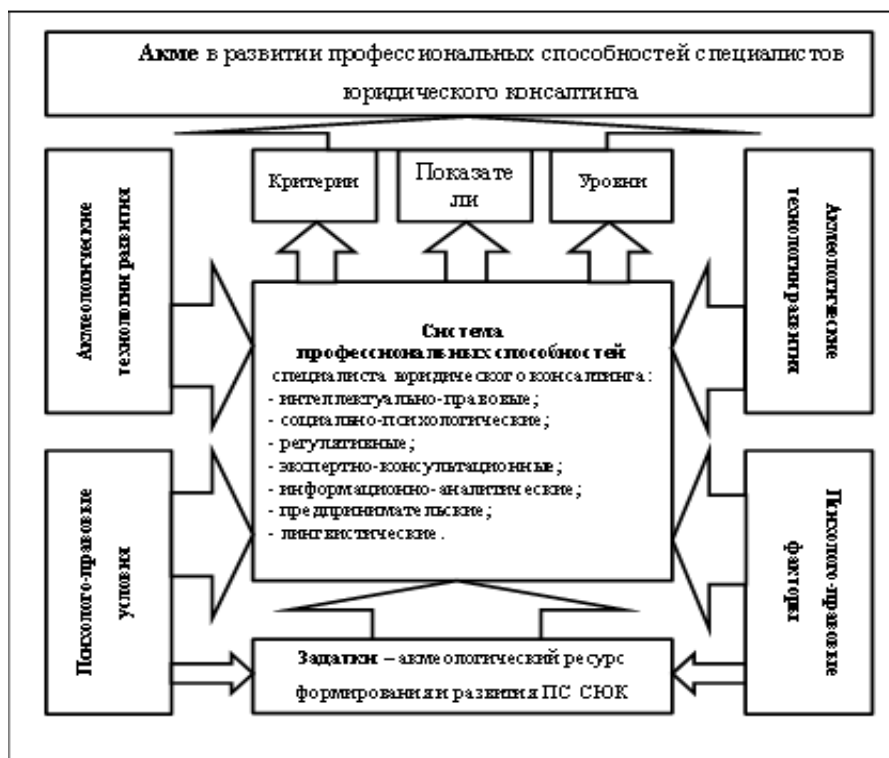 Акме в развитии профессиональных способностей специалистов
юридического консалтинга
Акмеологические
технологии развития
Критерии
Показате
ли
Уровни
Акмеологические
технологии развития
Система
профессиональных способностей
специалиста юридического консалтинга:
- интеллектуально-правовые;
- социально-психологические;
- регулятивные;
- экспертно-консультационные;
- информационно-аналитические;
- предпринимательские;
- лингвистические.
Психолого-правовые
условия
Психолого-правовые
факторы
Задатки – акмеологический ресурс
формирования и развития ПС СЮК